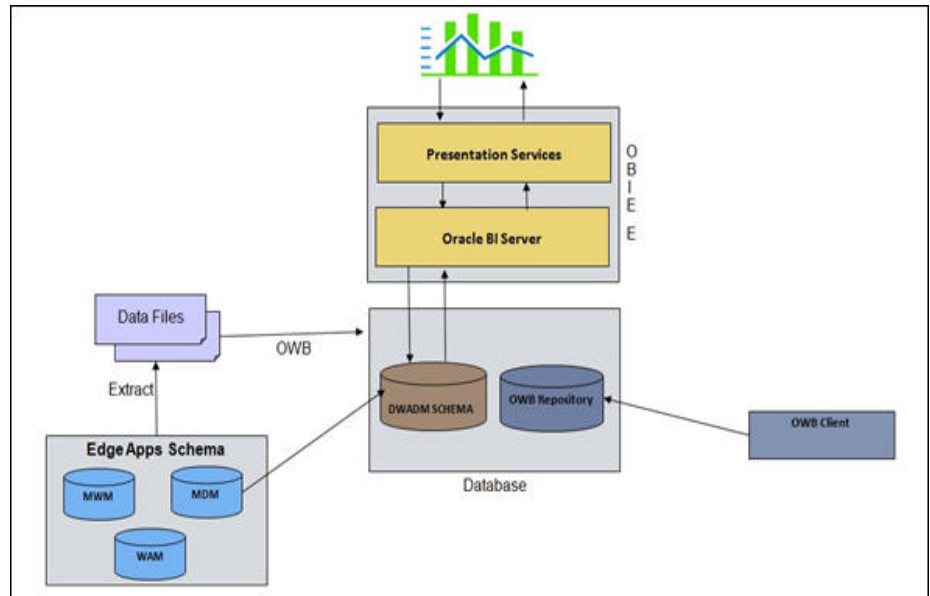 Presentation Services
Oracle BI Server
OBIEE
Data Files
OWB
Extract
DWADM SCHEMA
OWB Repository
OWB Client
Edge Apps Schema
MWM
MDM
WAM
Database